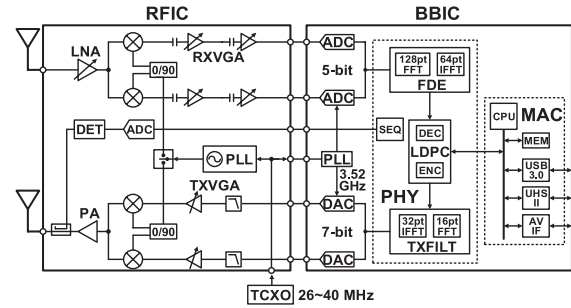 RFIC
BBIC
LNA
RXVGA
ADC
5-bit
ADC
0/90
128pt
FFT
64pt
IFFT
FDE
DET
ADC
SEQ
DEC
LDPC
ENC
CPU
MAC
MEM
USB
3.0
UHS
II
AV
IF
÷
PLL
PLL
3.52
GHz
PHY
PA
TXVGA
0/90
DAC
7-bit
DAC
32pt
IFFT
16pt
FFT
TXFILT
TCXO
26~40 MHz